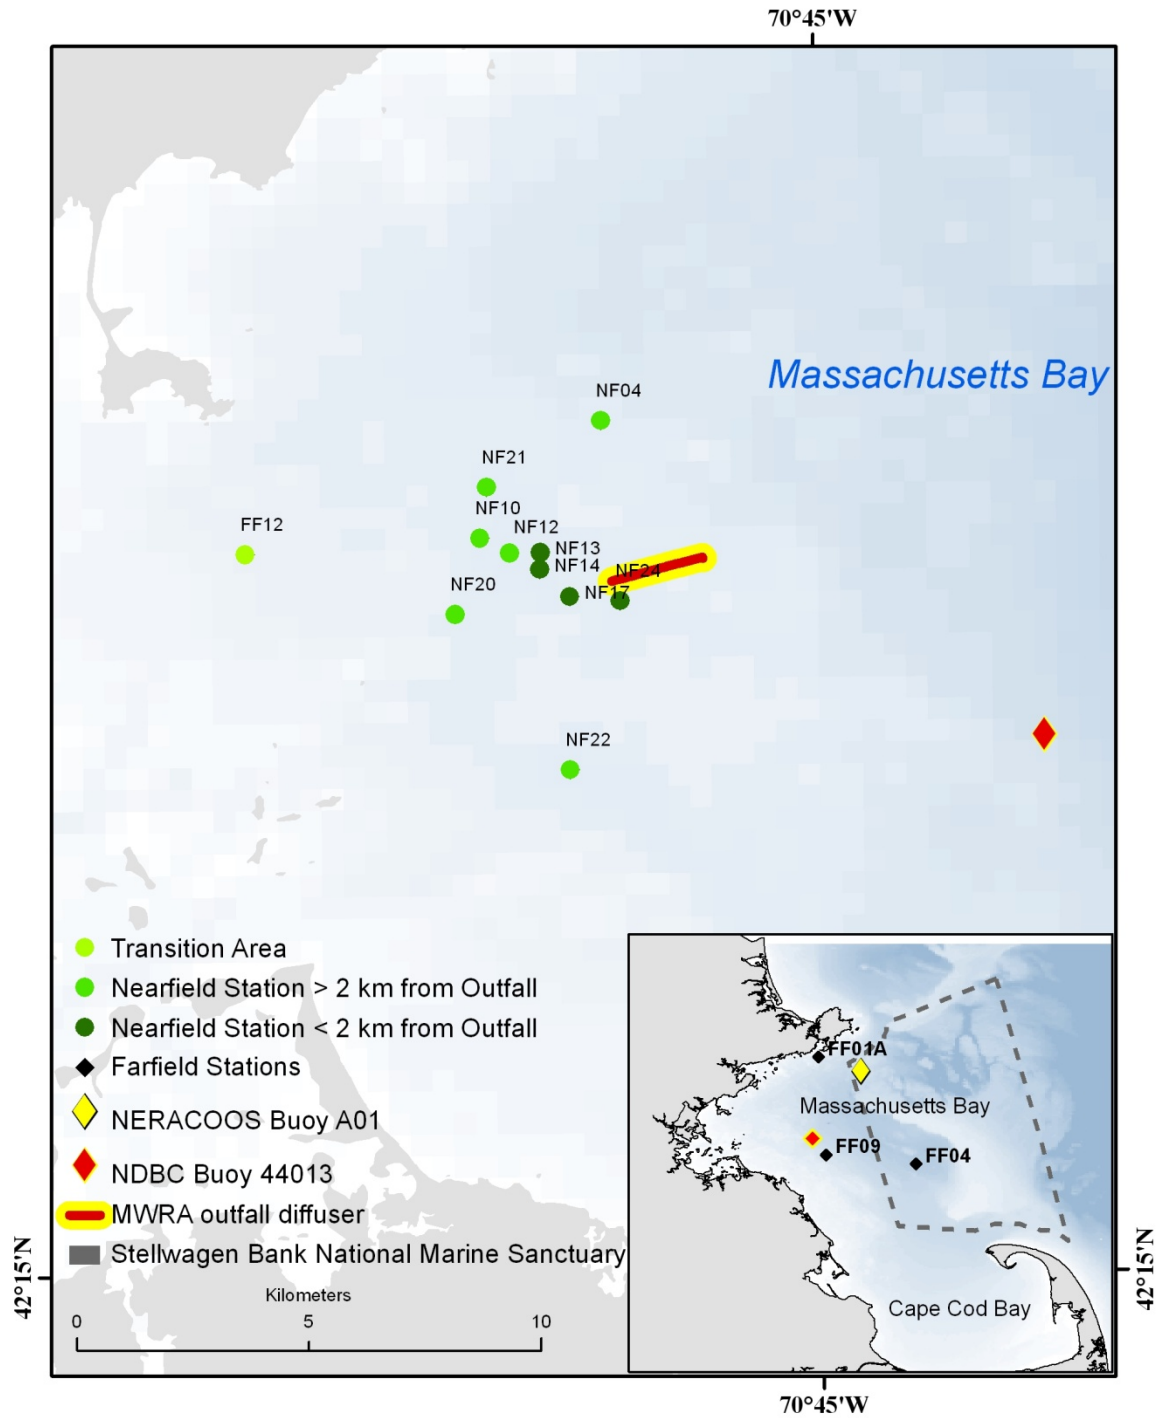 70°45'W
Massachusetts Bay
NF04
NF21
NF10
FF12
NF12
NF13
NF14
NF24
NF20
NF17
NF22
Transition Area
Nearfield Station > 2 km from Outfall
Nearfield Station < 2 km from Outfall
Farfield Stations
NERACOOS Buoy A01
NDBC Buoy 44013
MWRA outfall diffuser
Stellwagen Bank National Marine Sanctuary
Kilometers
0 5 10
FF01A
Massachusetts Bay
FF09
FF04
Cape Cod Bay
42°15'N
42°15'N
70°45'W